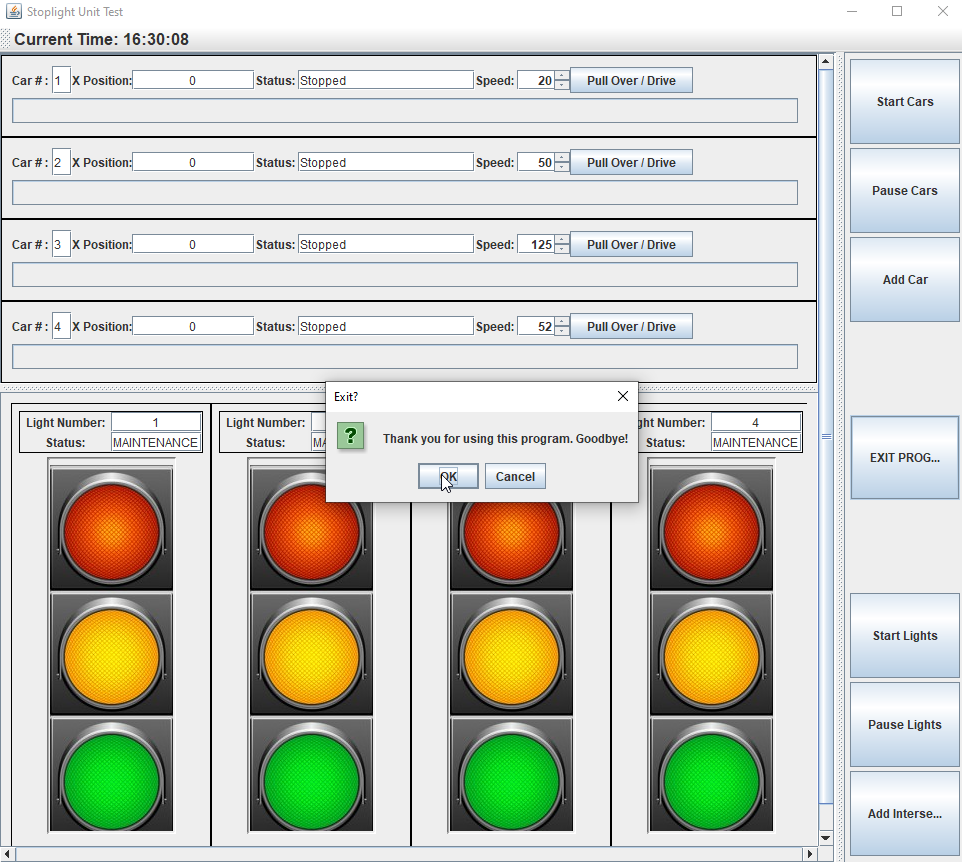 Stoplight Unit Test
Current Time: 16:30:08
Car # : 1 X Position: 0 Status: Stopped Speed: 20 Pull Over / Drive
Car # : 2 X Position: 0 Status: Stopped Speed: 50 Pull Over / Drive
Car # : 3 X Position: 0 Status: Stopped Speed: 125 Pull Over / Drive
Car # : 4 X Position: 0 Status: Stopped Speed: 52 Pull Over / Drive
Start Cars
Pause Cars
Add Car
EXIT PROG...
Start Lights
Pause Lights
Add Interse...
Exit?
?
Thank you for using this program. Goodbye!
OK Cancel
Light Number: 1
Status: MAINTENANCE
Light Number:
Status:
Number: 4
Status: MAINTENANCE